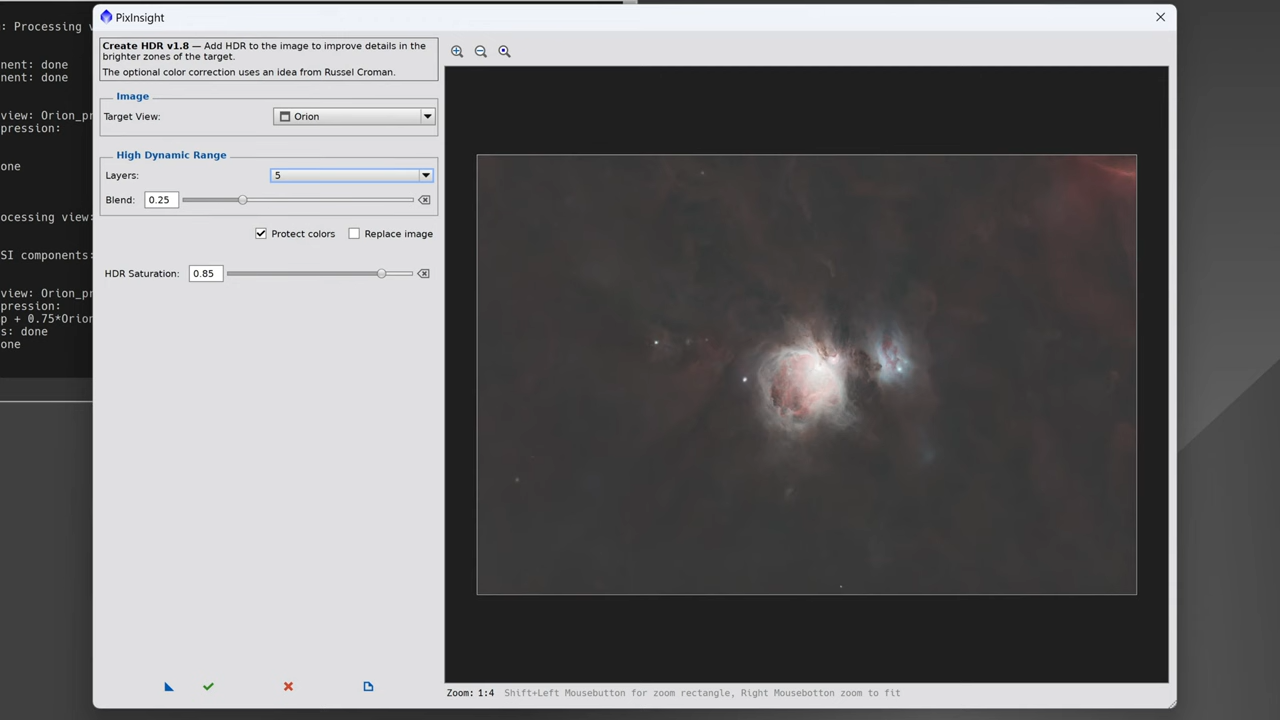 PixInsight
Create HDR v1.8 — Add HDR to the image to improve details in the
brighter zones of the target.
The optional color correction uses an idea from Russel Croman.
Image
Target View:
Orion
High Dynamic Range
Layers:
5
Blend:
0.25
Protect colors
Replace image
HDR Saturation:
0.85
Zoom: 1:4
Shift+Left Mousebutton for zoom rectangle, Right Mousebotton zoom to fit
: Processing v
nent: done
nent: done
view: Orion_pr
pression:
one
ocessing view:
SI components:
view: Orion_pr
pression:
p + 0.75*Orion
s: done
one